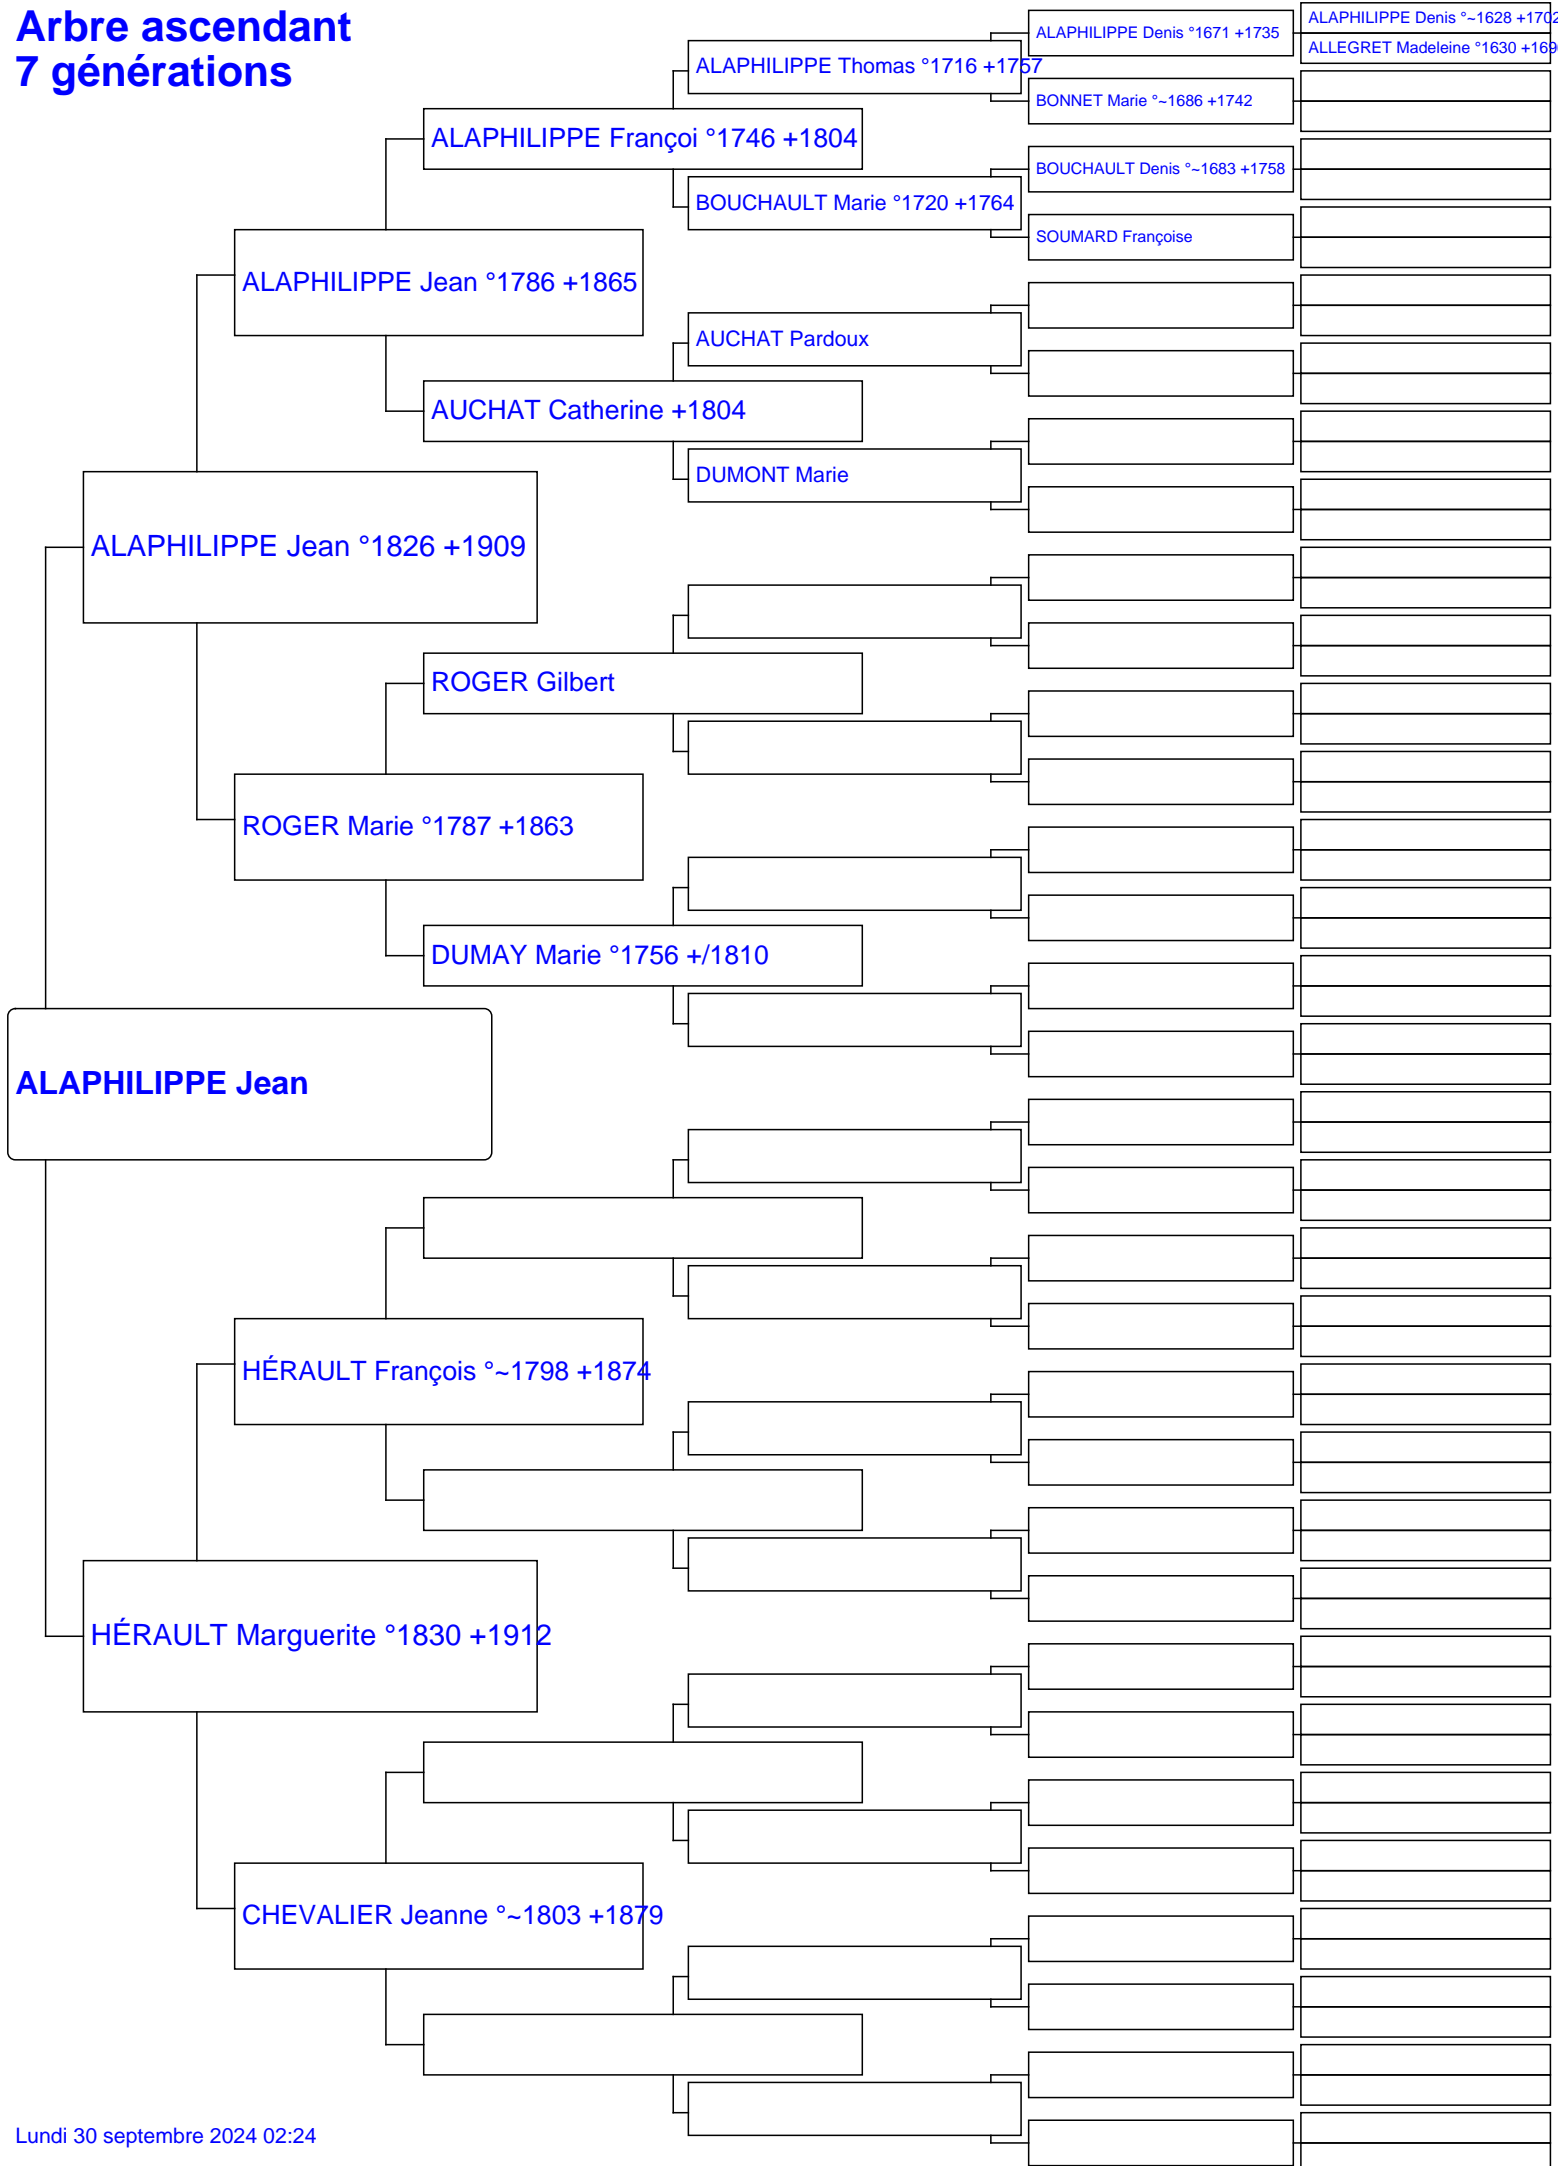 Arbre ascendant
7 générations
ALAPHILIPPE Denis °~1628 +1702
ALLEGRET Madeleine °1630 +169
ALAPHILIPPE Denis °1671 +1735
ALAPHILIPPE Thomas °1716 +1757
BONNET Marie °~1686 +1742
ALAPHILIPPE Françoi °1746 +1804
BOUCHAULT Denis °~1683 +1758
BOUCHAULT Marie °1720 +1764
SOUMARD Françoise
ALAPHILIPPE Jean °1786 +1865
AUCHAT Pardoux
AUCHAT Catherine +1804
DUMONT Marie
ALAPHILIPPE Jean °1826 +1909
ROGER Gilbert
ROGER Marie °1787 +1863
DUMAY Marie °1756 +/1810
ALAPHILIPPE Jean
HÉRAULT François °~1798 +1874
HÉRAULT Marguerite °1830 +1912
CHEVALIER Jeanne °~1803 +1879
Lundi 30 septembre 2024 02:24